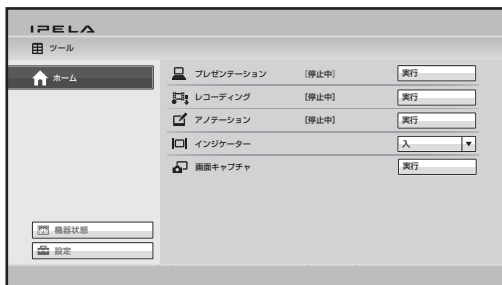 IPELA
ツール
ホーム
プレゼンテーション [停止中] 実行
レコーディング [停止中] 実行
アノテーション [停止中] 実行
インジケーター 入
画面キャプチャ 実行
機器状態
設定